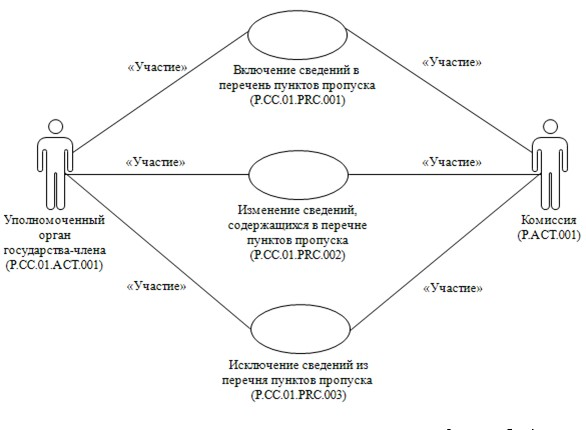 «Участие»
«Участие»
Включение сведений в
перечень пунктов пропуска
(P.CC.01.PRC.001)
«Участие»
«Участие»
Уполномоченный
орган
государства-члена
(P.CC.01.ACT.001)
Изменение сведений,
содержащихся в перечне
пунктов пропуска
(P.CC.01.PRC.002)
Комиссия
(P.ACT.001)
«Участие»
«Участие»
Исключение сведений из
перечня пунктов пропуска
(P.CC.01.PRC.003)